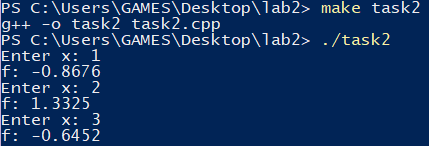 PS C:\Users\GAMES\Desktop\lab2> make task2
g++ -o task2 task2.cpp
PS C:\Users\GAMES\Desktop\lab2> ./task2
Enter x: 1
f: -0.8676
Enter x: 2
f: 1.3325
Enter x: 3
f: -0.6452